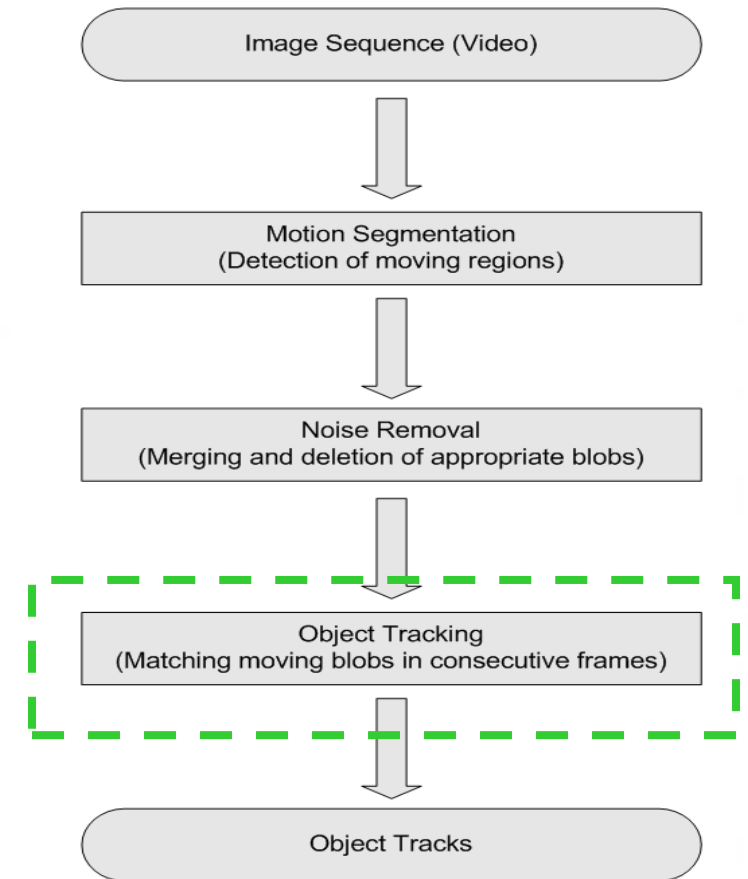 Image Sequence (Video)
Motion Segmentation
(Detection of moving regions)
Noise Removal
(Merging and deletion of appropriate blobs)
Object Tracking
(Matching moving blobs in consecutive frames)
Object Tracks